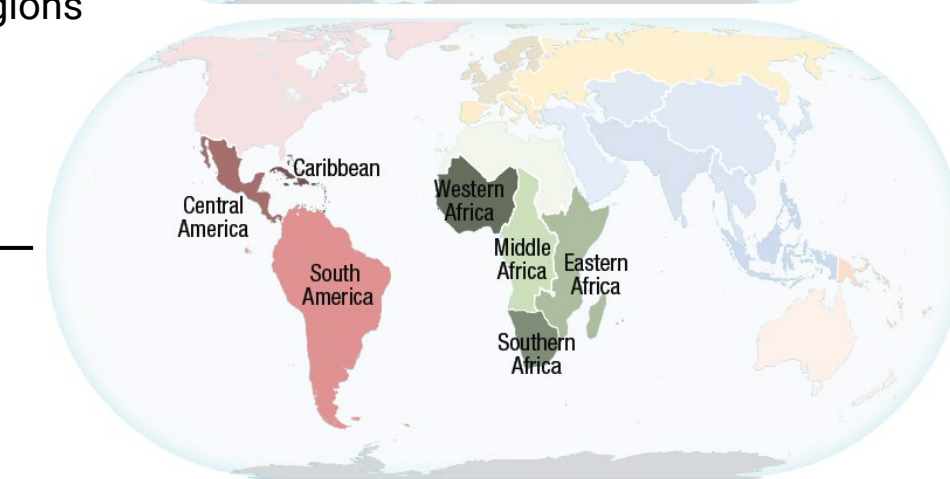 gions
Caribbean
Central
America
South
America
Western
Africa
Middle
Africa
Eastern
Africa
Southern
Africa